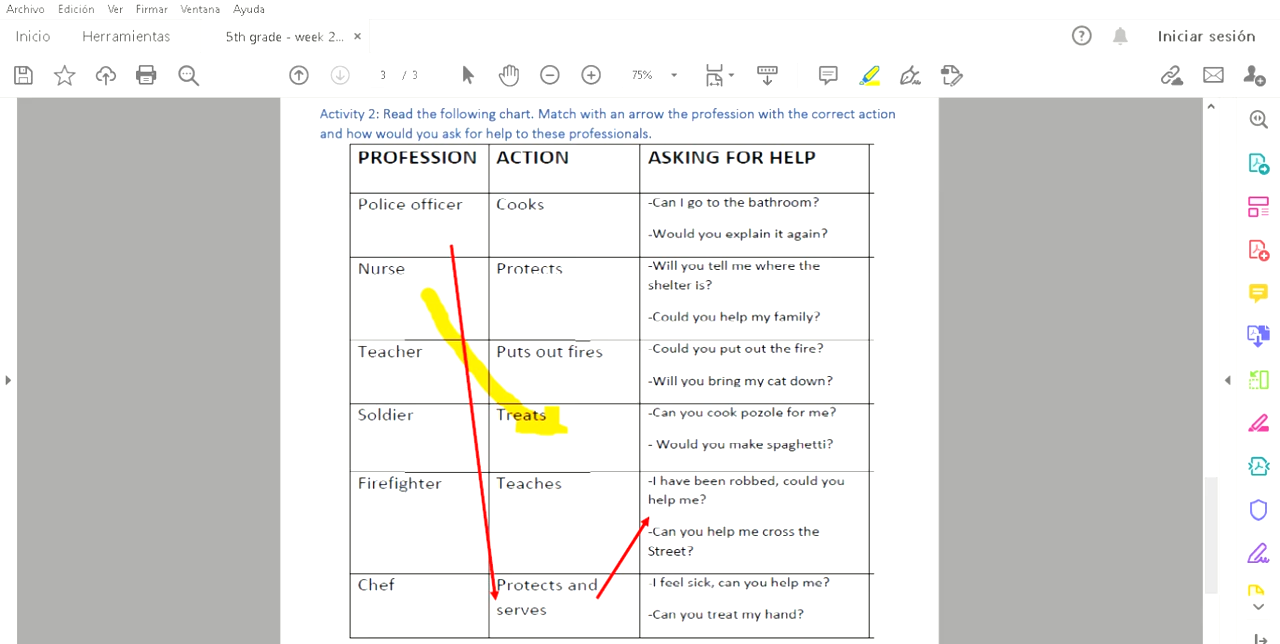 Archivo Edición Ver Firmar Ventana Ayuda
Inicio Herramientas 5th grade - week 2... × Iniciar sesión
3 / 3 75%
Activity 2: Read the following chart. Match with an arrow the profession with the correct action
and how would you ask for help to these professionals.
PROFESSION ACTION ASKING FOR HELP
Police officer Cooks -Can I go to the bathroom?
-Would you explain it again?
Nurse Protects -Will you tell me where the
shelter is?
-Could you help my family?
Teacher Puts out fires -Could you put out the fire?
-Will you bring my cat down?
Soldier Treats -Can you cook pozole for me?
- Would you make spaghetti?
Firefighter Teaches -I have been robbed, could you
help me?
-Can you help me cross the
Street?
Chef Protects and -I feel sick, can you help me?
serves -Can you treat my hand?